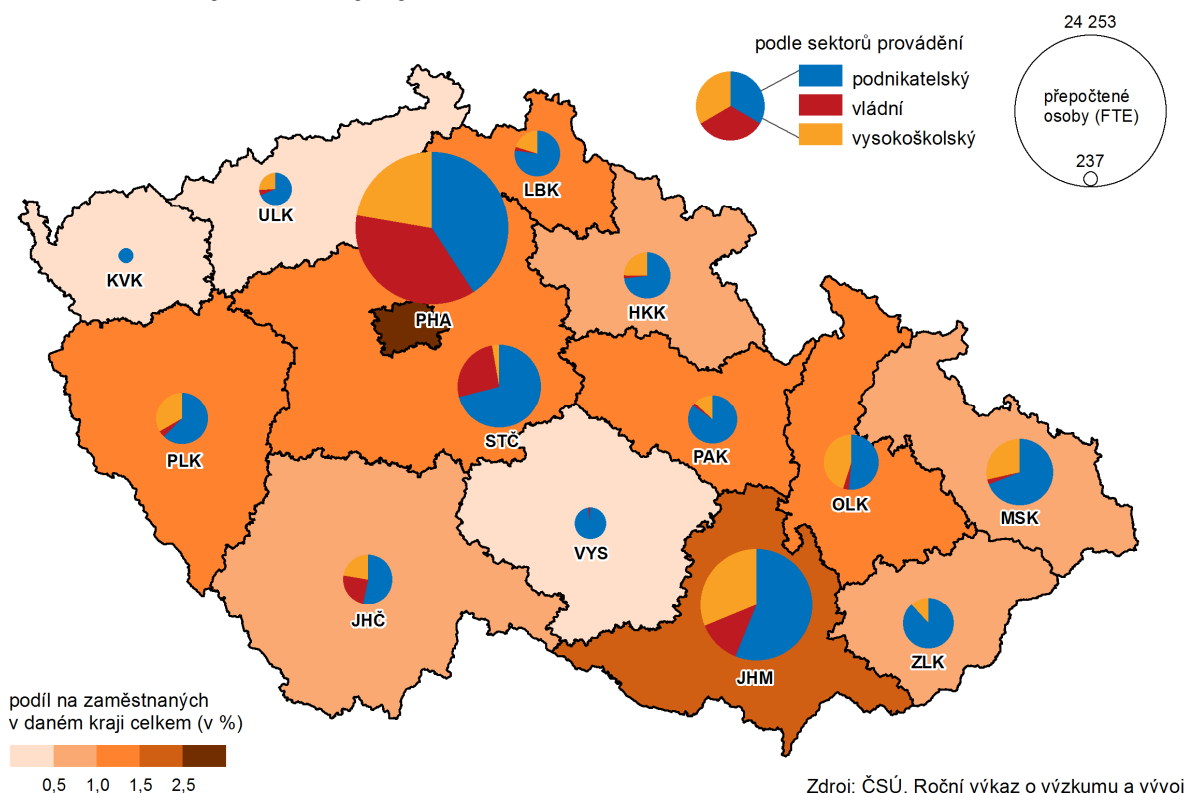 podle sektorů provádění
podnikatelský
vládní
vysokoškolský
24 253
přepočtené
osoby (FTE)
237
LBK
ULK
KVK
HKK
PHA
STČ
PLK
PAK
OLK
MSK
VYS
JHČ
ZLK
JHM
podíl na zaměstnaných
v daném kraji celkem (v %)
0,5 1,0 1,5 2,5
Zdroj: ČSÚ. Roční výkaz o výzkumu a vývoji